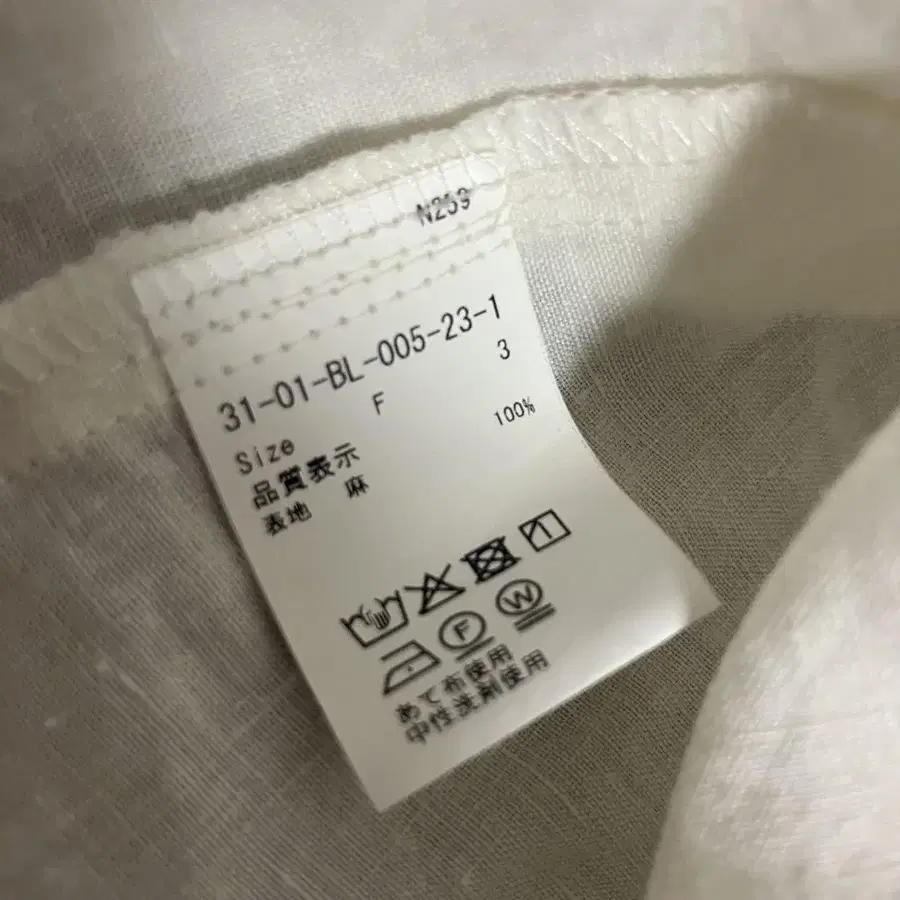 N259
31-01-BL-005-23-1
Size F 3
品質表示
表地 麻 100%
F W
あて布使用
中性洗剤使用